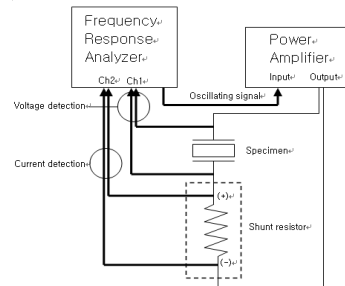 Frequency
Response
Analyzer
Ch2 Ch1
Power
Amplifier
Input Output
Oscillating signal
Voltage detection
Specimen
Current detection
(+)
Shunt resistor
(-)